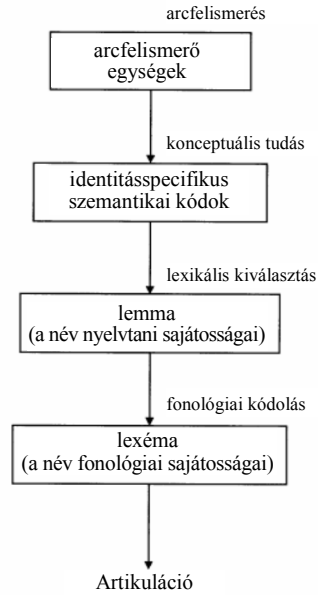 arcfelismerés
arcfelismerő
egységek
konceptuális tudás
identitásspecifikus
szemantikai kódok
lexikális kiválasztás
lemma
(a név nyelvtani sajátosságai)
fonológiai kódolás
lexéma
(a név fonológiai sajátosságai)
Artikuláció